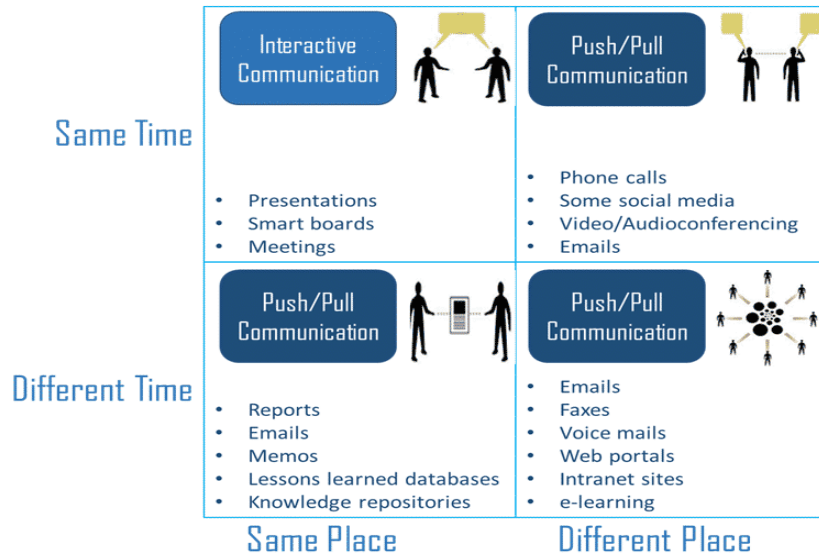 Interactive
Communication
Push/Pull
Communication
Same Time
• Presentations
• Smart boards
• Meetings
• Phone calls
• Some social media
• Video/Audioconferencing
• Emails
Push/Pull
Communication
Push/Pull
Communication
Different Time
• Reports
• Emails
• Memos
• Lessons learned databases
• Knowledge repositories
• Emails
• Faxes
• Voice mails
• Web portals
• Intranet sites
• e-learning
Same Place
Different Place